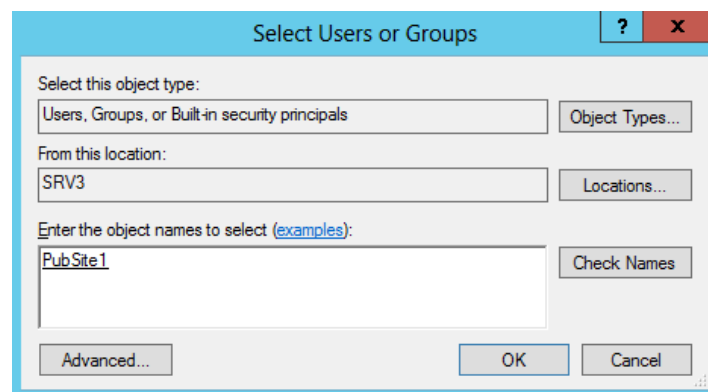 Select Users or Groups
?
x
Select this object type:
Users, Groups, or Built-in security principals
Object Types...
From this location:
SRV3
Locations...
Enter the object names to select (examples):
PubSite1
Check Names
Advanced...
OK
Cancel